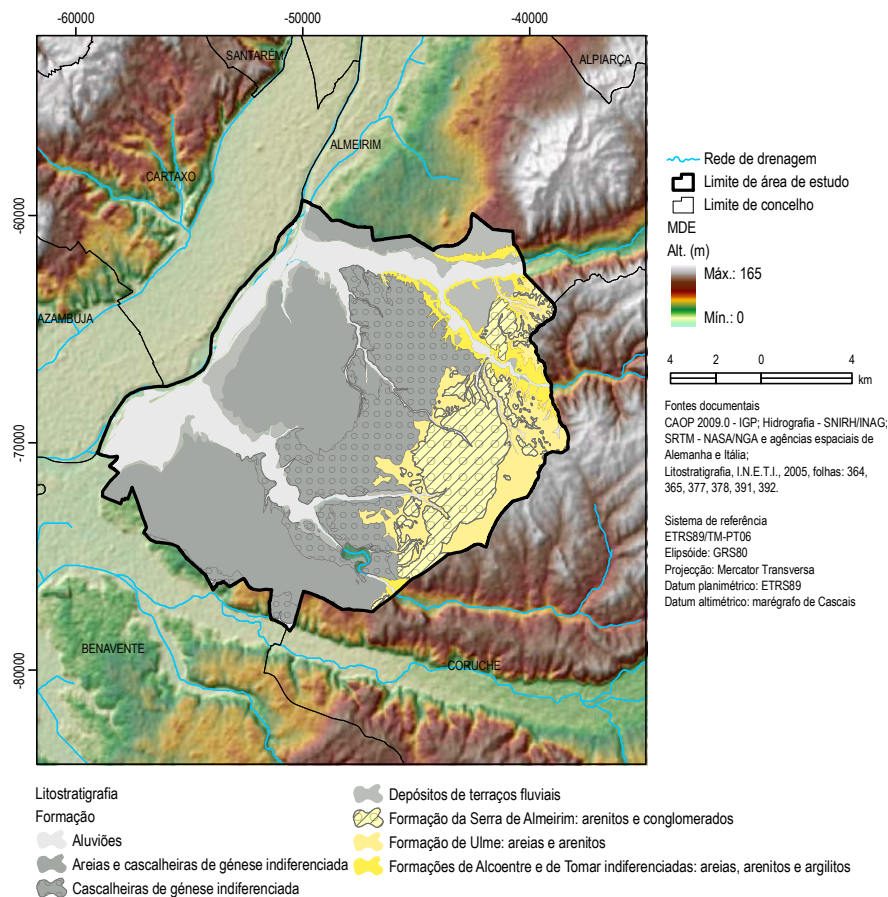 -60000 -50000 -40000
SANTARÉM
ALPIARÇA
ALMEIRIM
CARTAXO
-60000
AZAMBUJA
-70000
BENAVENTE
CORUCHE
-80000
Rede de drenagem
Limite de área de estudo
Limite de concelho
MDE
Alt. (m)
Máx.: 165
Mín.: 0
4 2 0 4
km
Fontes documentais
CAOP 2009.0 - IGP; Hidrografia - SNIRH/INAG;
SRTM - NASA/NGA e agências espaciais de
Alemanha e Itália;
Litostratigrafia, I.N.E.T.I., 2005, folhas: 364,
365, 377, 378, 391, 392.
Sistema de referência
ETRS89/TM-PT06
Elipsóide: GRS80
Projecção: Mercator Transversa
Datum planimétrico: ETRS89
Datum altimétrico: marégrafo de Cascais
Litostratigrafia
Formação
Aluviões
Areias e cascalheiras de génese indiferenciada
Cascalheiras de génese indiferenciada
Depósitos de terraços fluviais
Formação da Serra de Almeirim: arenitos e conglomerados
Formação de Ulme: areias e arenitos
Formações de Alcoentre e de Tomar indiferenciadas: areias, arenitos e argilitos